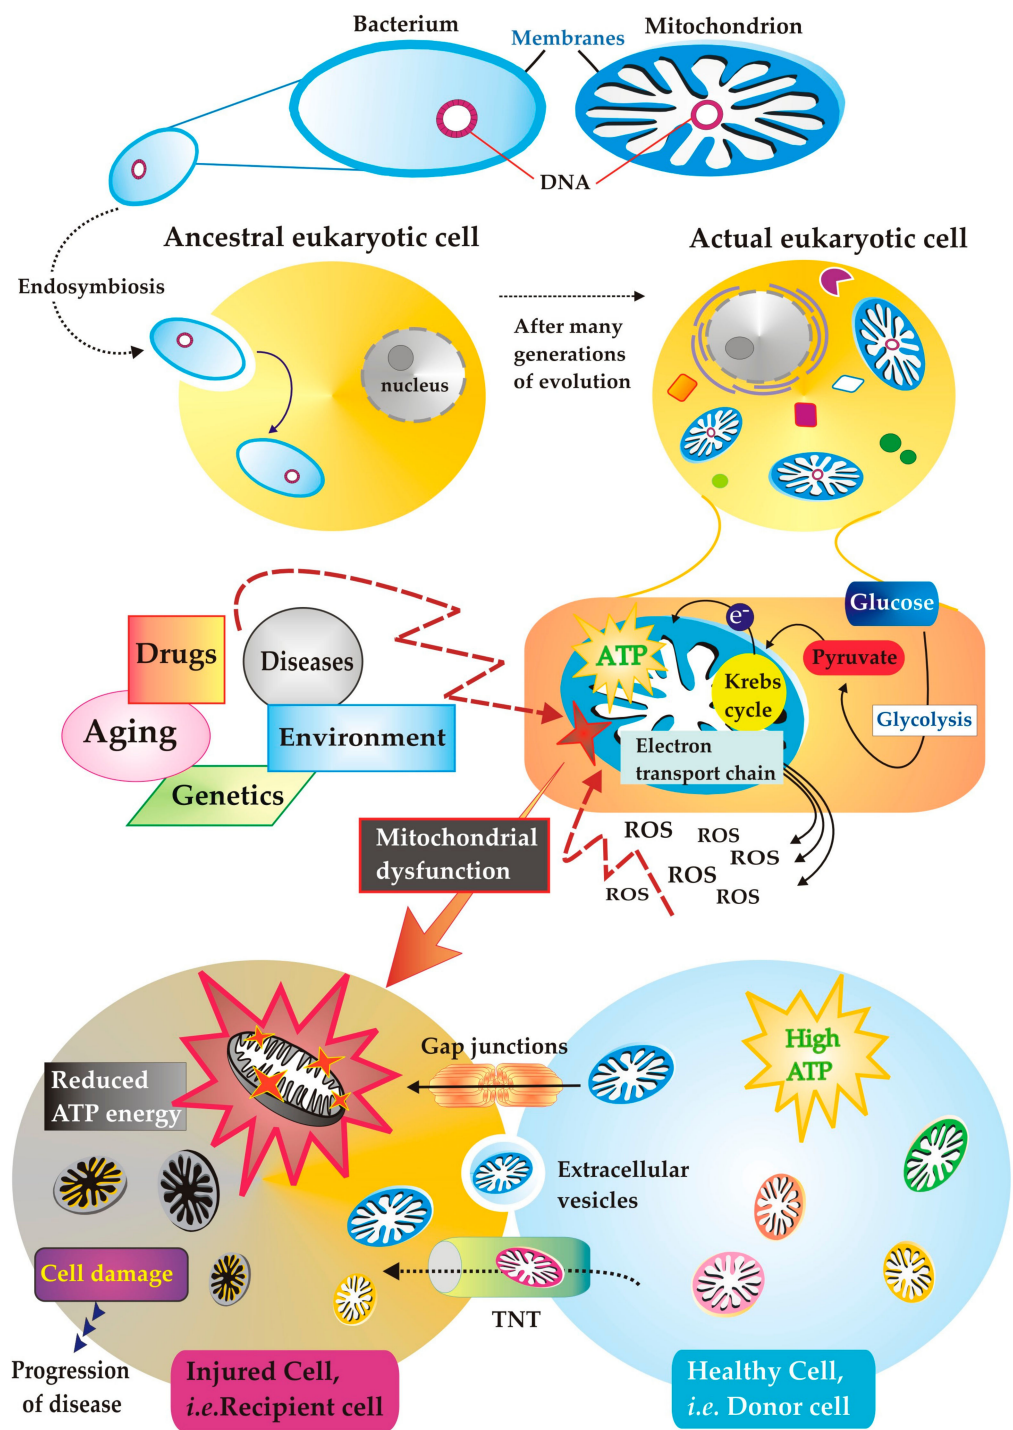 Bacterium
Membranes
Mitochondrion
DNA
Ancestral eukaryotic cell
Actual eukaryotic cell
Endosymbiosis
nucleus
After many
generations
of evolution
Drugs
Diseases
Aging
Environment
Genetics
ATP
e-
Krebs
cycle
Glucose
Pyruvate
Glycolysis
Electron
transport chain
Mitochondrial
dysfunction
ROS
ROS
ROS
ROS
ROS
ROS
Reduced
ATP energy
Gap junctions
High
ATP
Extracellular
vesicles
Cell damage
TNT
Progression
of disease
Injured Cell,
i.e.Recipient cell
Healthy Cell,
i.e. Donor cell